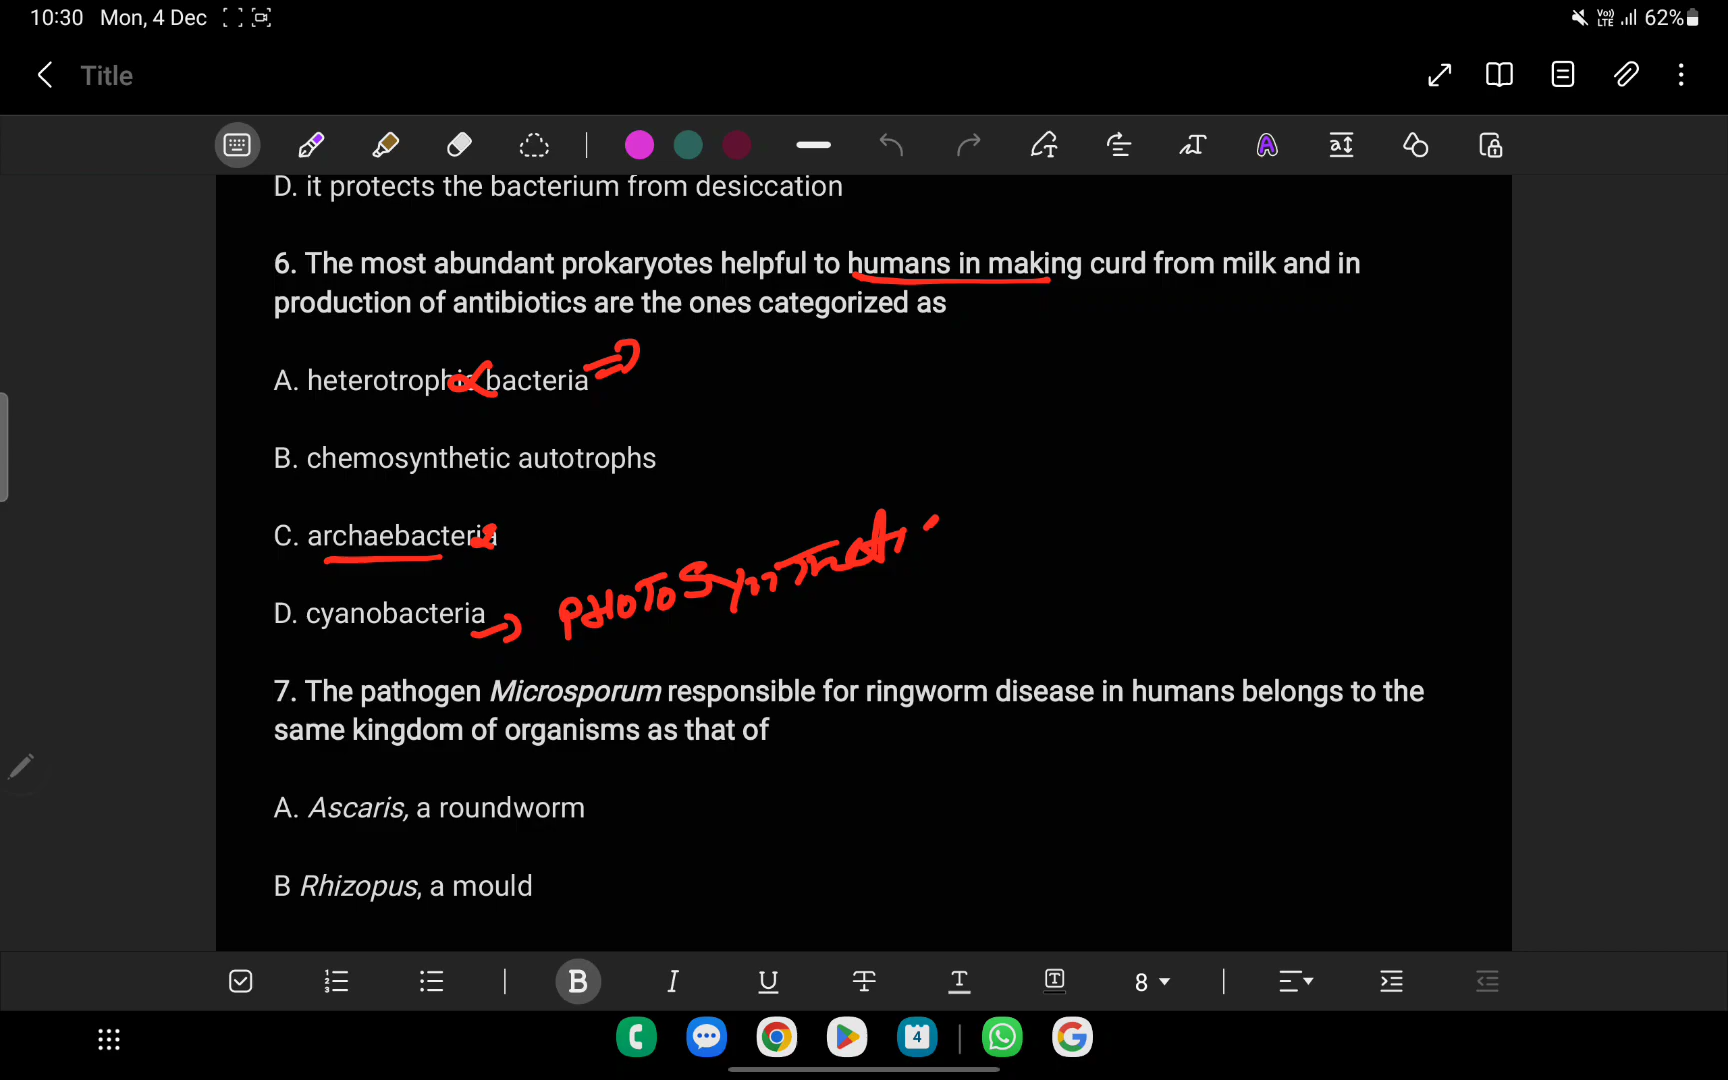 10:30 Mon, 4 Dec Vo)) LTE 62%
Title
D. it protects the bacterium from desiccation
6. The most abundant prokaryotes helpful to humans in making curd from milk and in
production of antibiotics are the ones categorized as
A. heterotrophic bacteria
B. chemosynthetic autotrophs
C. archaebacteria
D. cyanobacteria
7. The pathogen Microsporum responsible for ringworm disease in humans belongs to the
same kingdom of organisms as that of
A. Ascaris, a roundworm
B Rhizopus, a mould
8
4